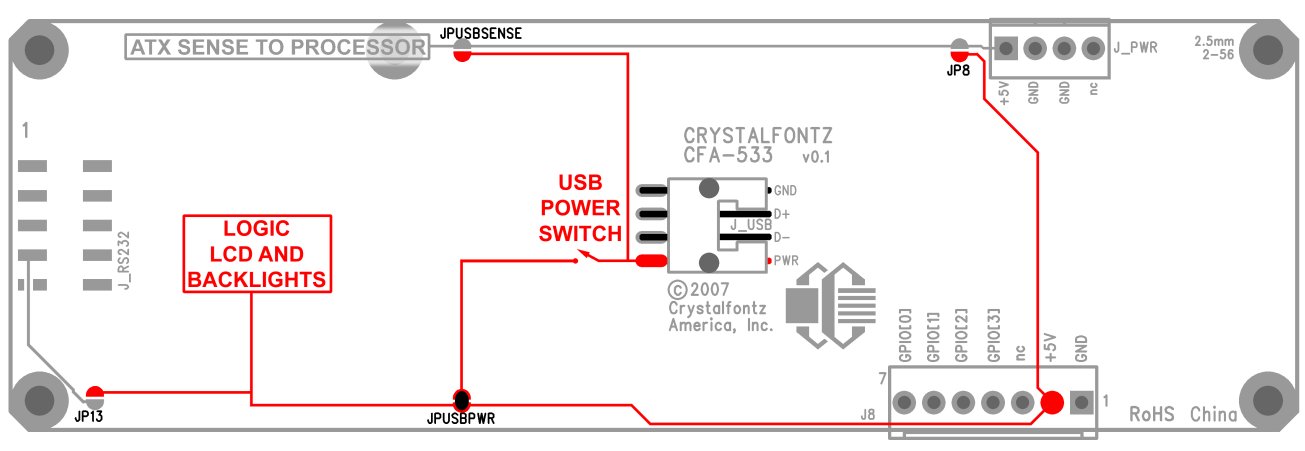 JPUSBSENSE
ATX SENSE TO PROCESSOR
JP8
J_PWR
2.5mm
2-56
+5V
GND
GND
nc
1
CRYSTALFONTZ
CFA-533 v0.1
USB
POWER
SWITCH
GND
D+
J_USB
D-
PWR
LOGIC
LCD AND
BACKLIGHTS
J_RS232
©2007
Crystalfontz
America, Inc.
GPIO[0]
GPIO[1]
GPIO[2]
GPIO[3]
nc
+5V
GND
7
1
J8
JP13
JPUSBPWR
RoHS China